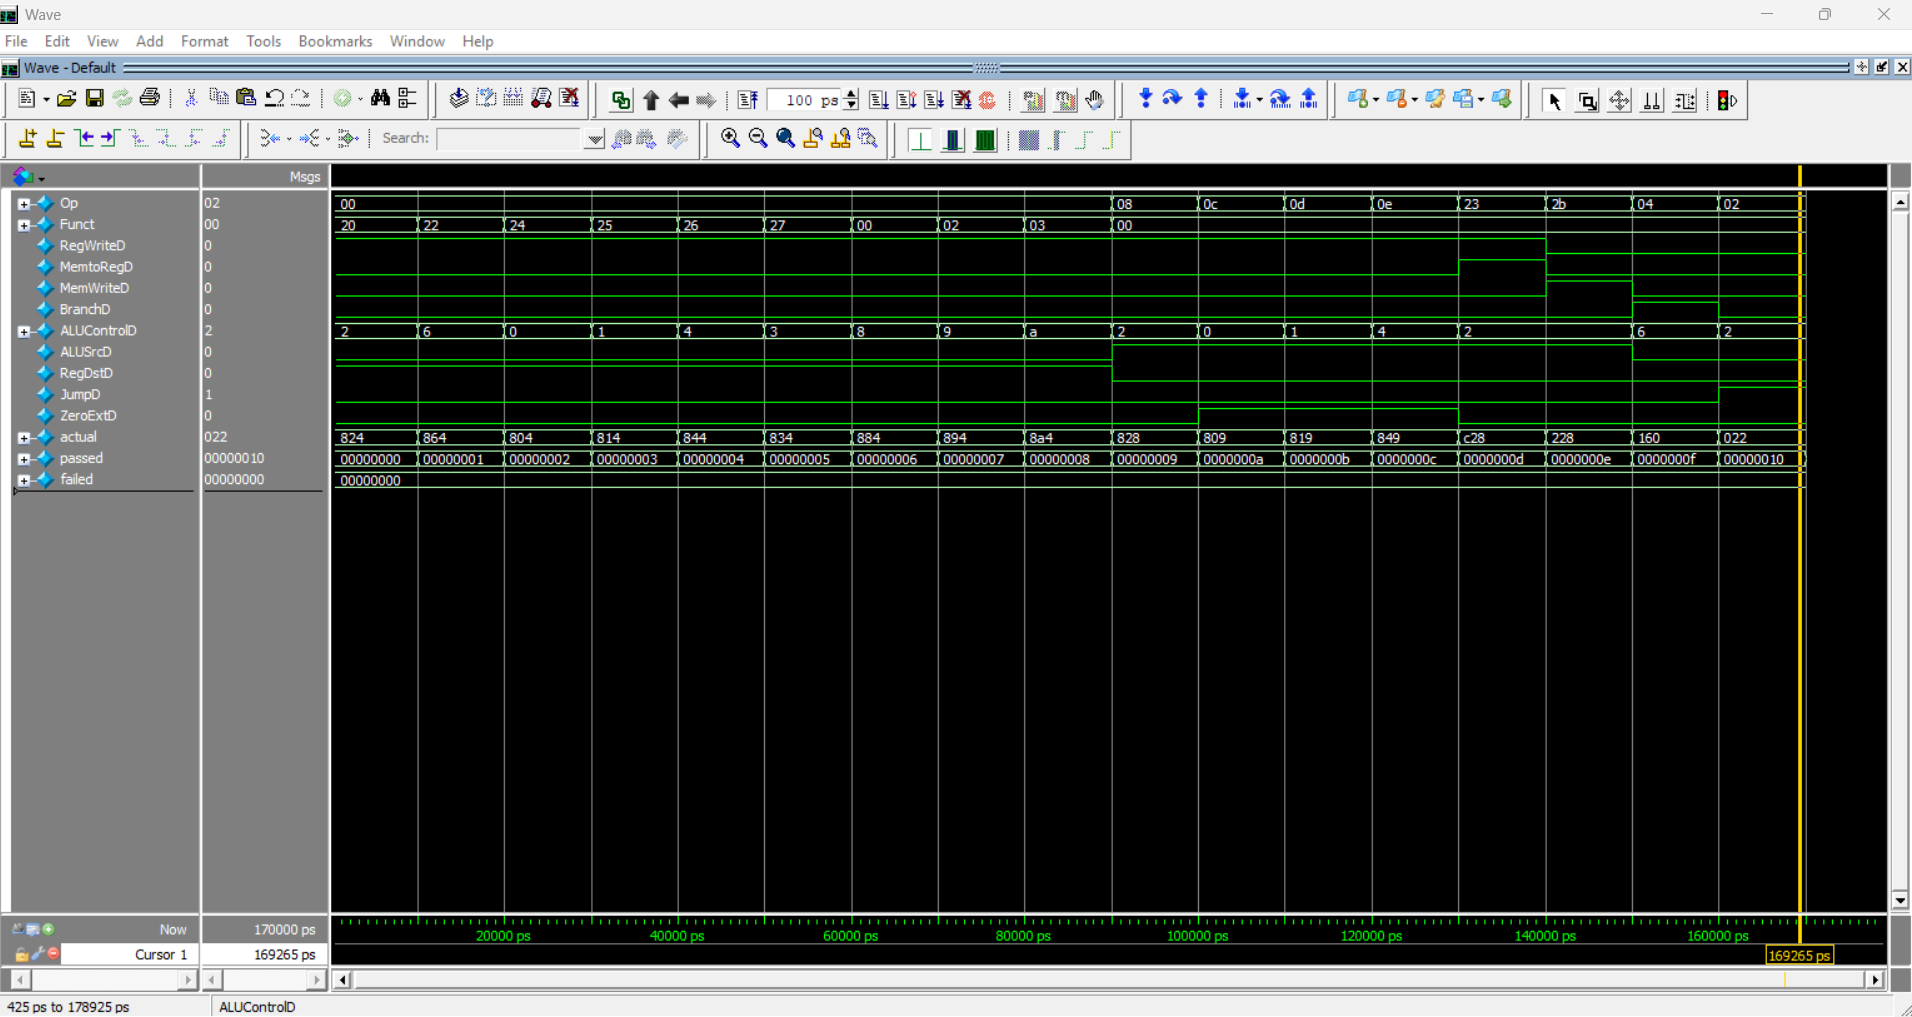 Wave
File Edit View Add Format Tools Bookmarks Window Help
Wave - Default
100 ps
Search:
Msgs
Op 02 00 08 0c 0d 0e 23 2b 04 02
Funct 00 20 22 24 25 26 27 00 02 03 00
RegWriteD 0
MemtoRegD 0
MemWriteD 0
BranchD 0
ALUControlD 2 2 6 0 1 4 3 8 9 a 2 0 1 4 2 6 2
ALUSrcD 0
RegDstD 0
JumpD 1
ZeroExtD 0
actual 022 824 864 804 814 844 834 884 894 8a4 828 809 819 849 c28 228 160 022
passed 00000010 00000000 00000001 00000002 00000003 00000004 00000005 00000006 00000007 00000008 00000009 0000000a 0000000b 0000000c 0000000d 0000000e 0000000f 00000010
failed 00000000 00000000
Now 170000 ps 20000 ps 40000 ps 60000 ps 80000 ps 100000 ps 120000 ps 140000 ps 160000 ps
Cursor 1 169265 ps 169265 ps
425 ps to 178925 ps ALUControlD